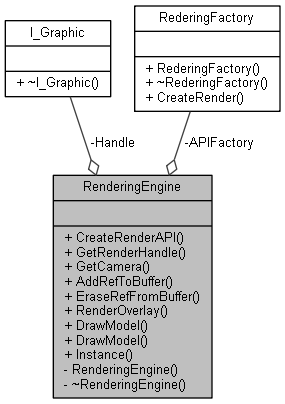 I_Graphic
+ ~I_Graphic()
RederingFactory
+ RederingFactory()
+ ~RederingFactory()
+ CreateRender()
-Handle
-APIFactory
RenderingEngine
+ CreateRenderAPI()
+ GetRenderHandle()
+ GetCamera()
+ AddRefToBuffer()
+ EraseRefFromBuffer()
+ RenderOverlay()
+ DrawModel()
+ DrawModel()
+ Instance()
- RenderingEngine()
- ~RenderingEngine()